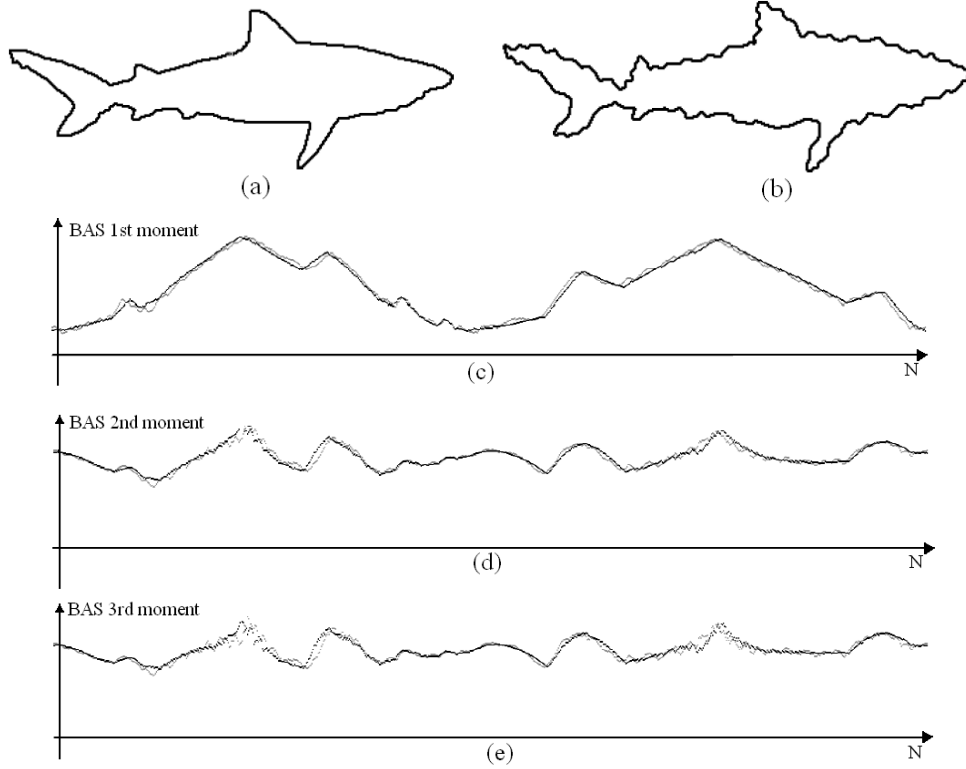 (a)
(b)
BAS 1st moment
N
(c)
BAS 2nd moment
N
(d)
BAS 3rd moment
N
(e)